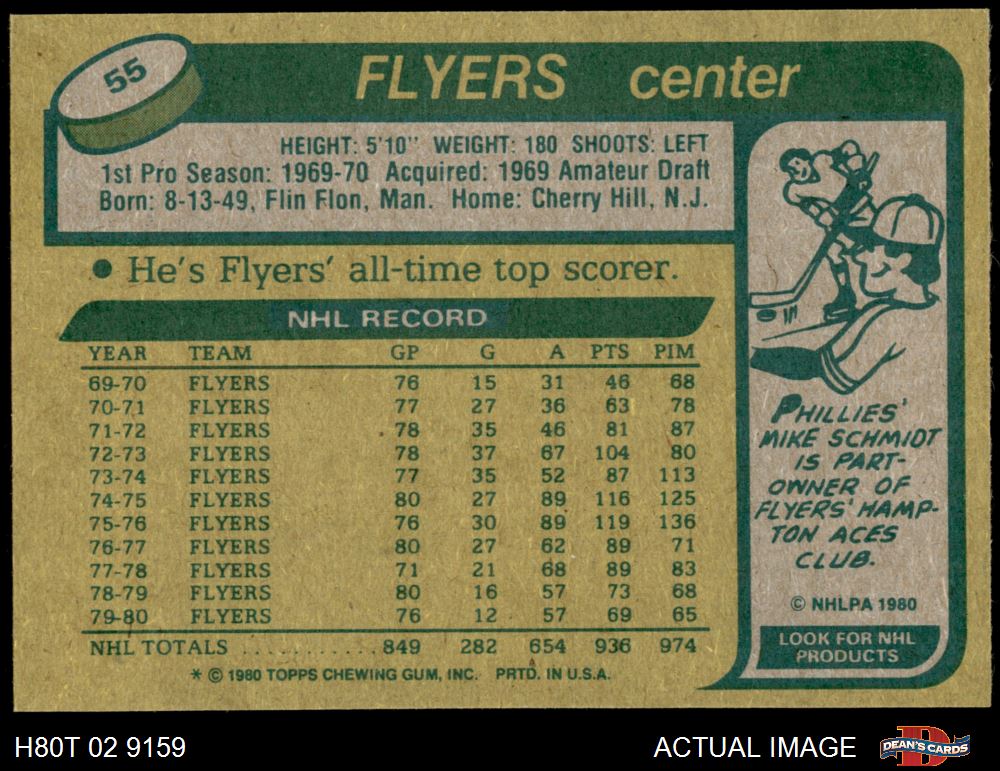 55
FLYERS center
HEIGHT: 5'10" WEIGHT: 180 SHOOTS: LEFT
1st Pro Season: 1969-70 Acquired: 1969 Amateur Draft
Born: 8-13-49, Flin Flon, Man. Home: Cherry Hill, N.J.
• He's Flyers' all-time top scorer.
NHL RECORD
YEAR TEAM GP G A PTS PIM
69-70 FLYERS 76 15 31 46 68
70-71 FLYERS 77 27 36 63 78
71-72 FLYERS 78 35 46 81 87
72-73 FLYERS 78 37 67 104 80
73-74 FLYERS 77 35 52 87 113
74-75 FLYERS 80 27 89 116 125
75-76 FLYERS 76 30 89 119 136
76-77 FLYERS 80 27 62 89 71
77-78 FLYERS 71 21 68 89 83
78-79 FLYERS 80 16 57 73 68
79-80 FLYERS 76 12 57 69 65
NHL TOTALS ........... 849 282 654 936 974
* © 1980 TOPPS CHEWING GUM, INC. PRTD. IN U.S.A.
PHILLIES'
MIKE SCHMIDT
IS PART-
OWNER OF
FLYERS' HAMP-
TON ACES
CLUB.
© NHLPA 1980
LOOK FOR NHL
PRODUCTS
H80T 02 9159
ACTUAL IMAGE
DEAN'S CARDS